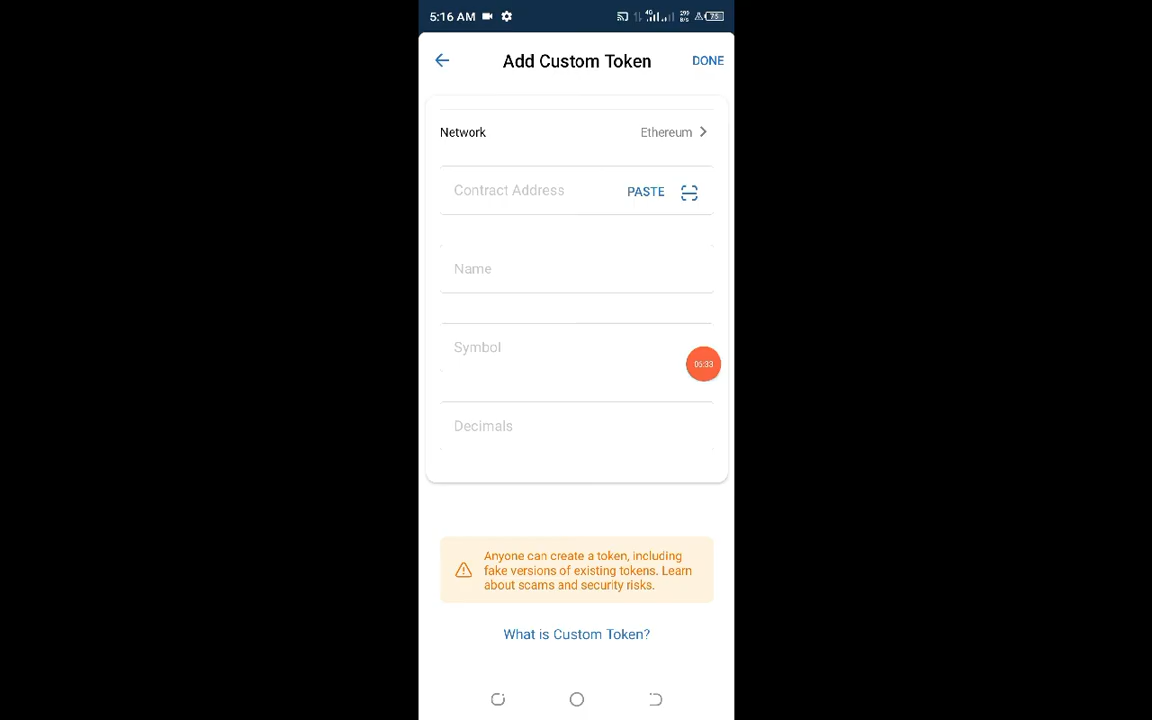 5:16 AM
4G
Add Custom Token
DONE
Network
Ethereum
Contract Address
PASTE
Name
Symbol
Decimals
Anyone can create a token, including
fake versions of existing tokens. Learn
about scams and security risks.
What is Custom Token?